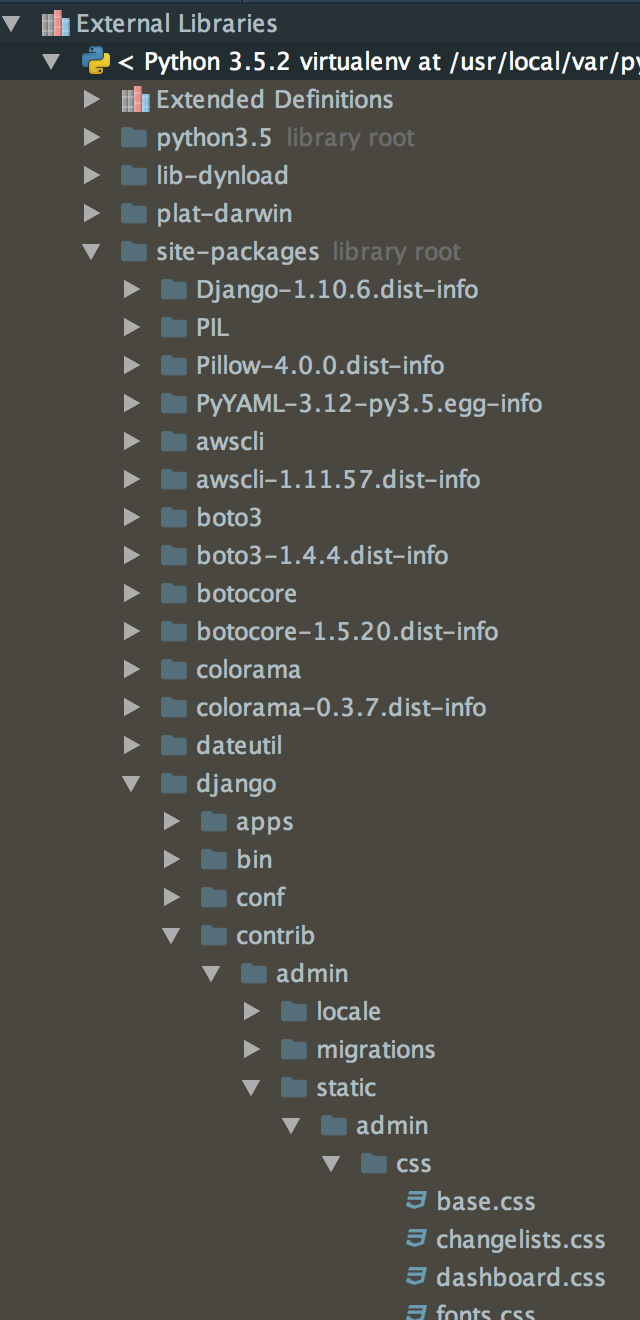 External Libraries
< Python 3.5.2 virtualenv at /usr/local/var/py
Extended Definitions
python3.5 library root
lib-dynload
plat-darwin
site-packages library root
Django-1.10.6.dist-info
PIL
Pillow-4.0.0.dist-info
PyYAML-3.12-py3.5.egg-info
awscli
awscli-1.11.57.dist-info
boto3
boto3-1.4.4.dist-info
botocore
botocore-1.5.20.dist-info
colorama
colorama-0.3.7.dist-info
dateutil
django
apps
bin
conf
contrib
admin
locale
migrations
static
admin
css
base.css
changelists.css
dashboard.css
fonts.css